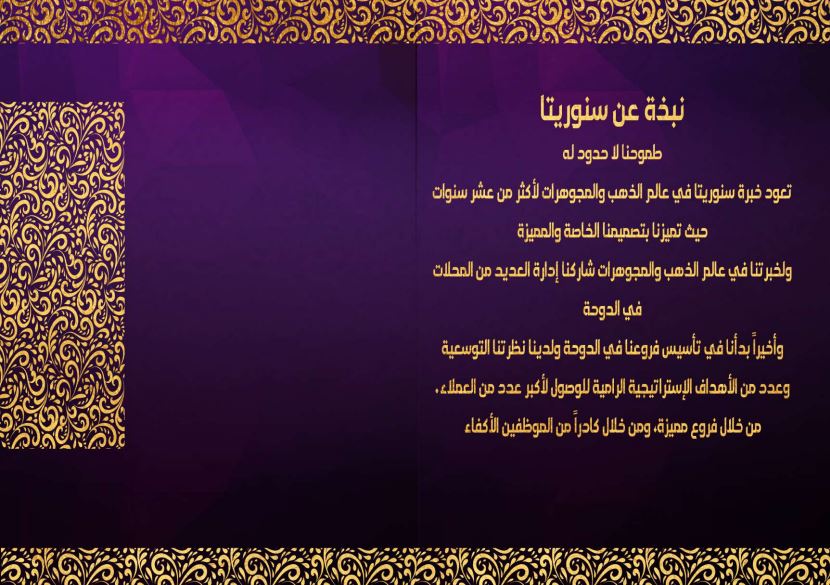 نبذة عن سنوريتا
طموحنا لا حدود له
تعود خبرة سنوريتا في عالم الذهب والمجوهرات لأكثر من عشر سنوات
حيث تميزنا بتصميمنا الخاصة والمميزة
ولخبرتنا في عالم الذهب والمجوهرات شاركنا إدارة العديد من المحلات
في الدوحة
وأخيراً بدأنا في تأسيس فروعنا في الدوحة ولدينا نظرتنا التوسعية
وعدد من الأهداف الإستراتيجية الرامية للوصول لأكبر عدد من العملاء.
من خلال فروع مميزة، ومن خلال كادراً من الموظفين الأكفاء